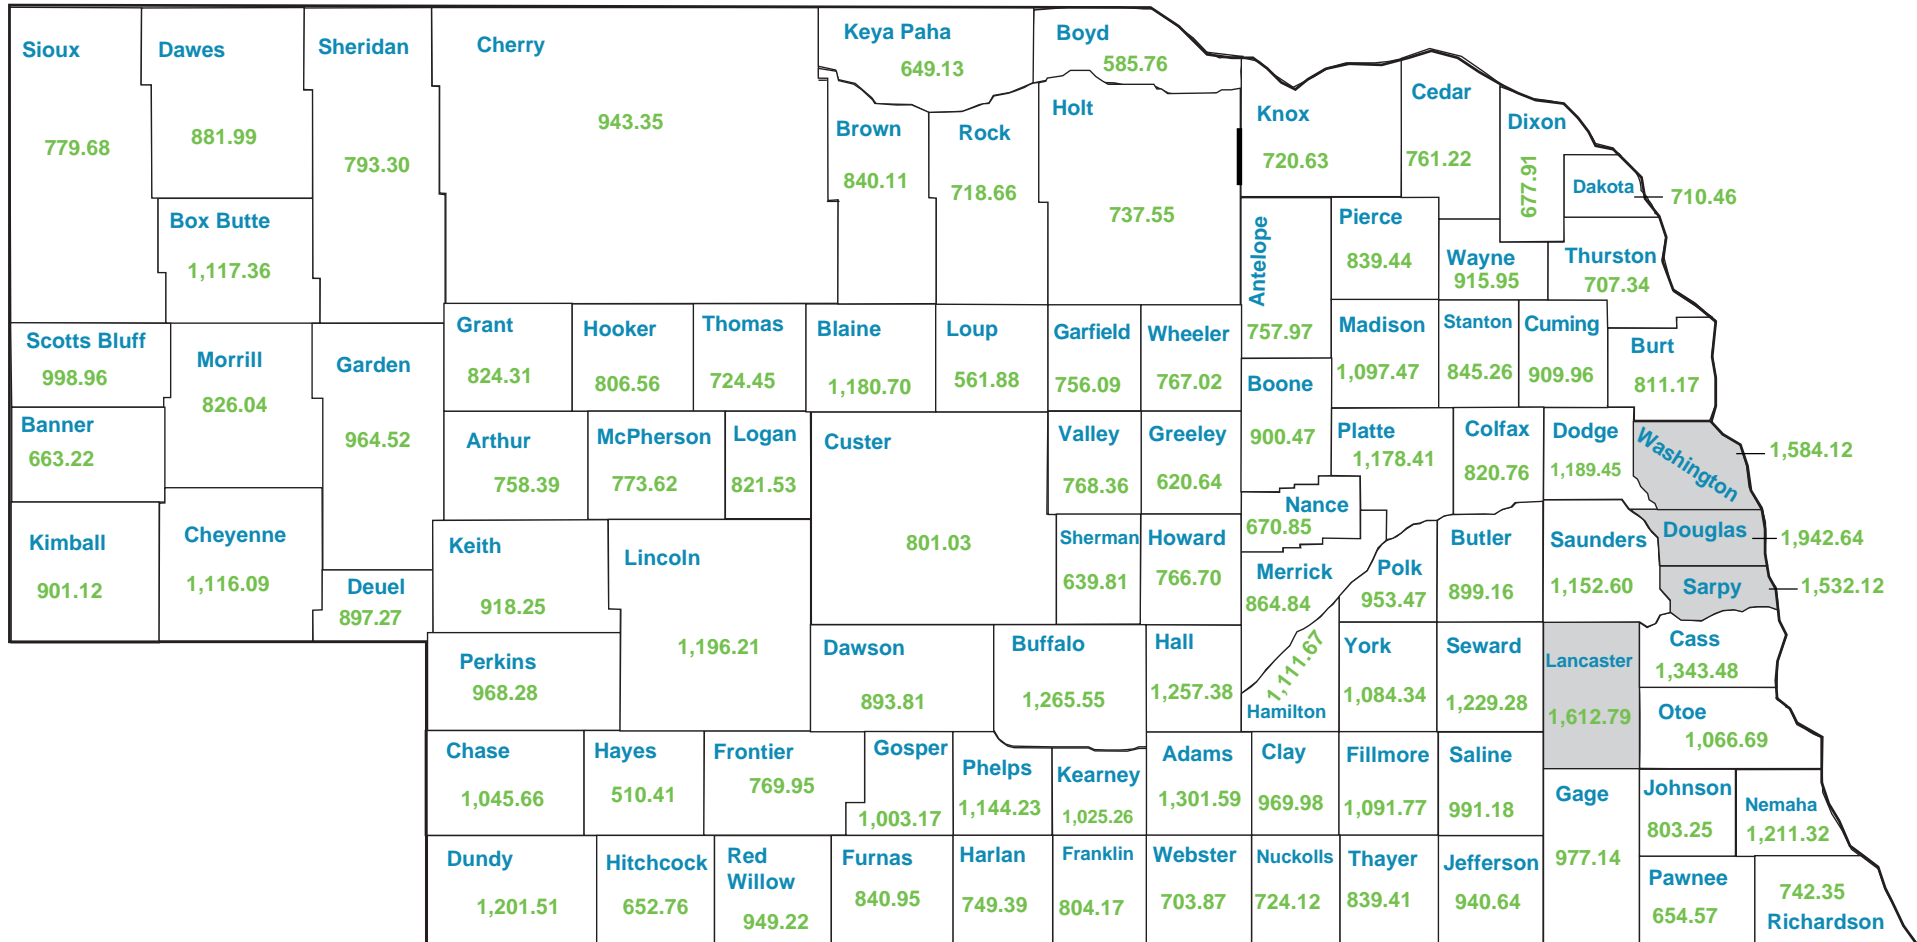 Sioux
779.68
Dawes
881.99
Sheridan
793.30
Cherry
943.35
Keya Paha
649.13
Boyd
585.76
Brown
840.11
Rock
718.66
Holt
737.55
Knox
720.63
Cedar
761.22
Dixon
677.91
Dakota
710.46
Box Butte
1,117.36
Antelope
757.97
Pierce
839.44
Wayne
915.95
Thurston
707.34
Scotts Bluff
998.96
Morrill
826.04
Garden
964.52
Grant
824.31
Hooker
806.56
Thomas
724.45
Blaine
1,180.70
Loup
561.88
Garfield
756.09
Wheeler
767.02
Boone
900.47
Madison
1,097.47
Stanton
845.26
Cuming
909.96
Burt
811.17
Banner
663.22
Arthur
758.39
McPherson
773.62
Logan
821.53
Custer
801.03
Valley
768.36
Greeley
620.64
Platte
1,178.41
Colfax
820.76
Dodge
1,189.45
Washington
1,584.12
Nance
670.85
Kimball
901.12
Cheyenne
1,116.09
Deuel
897.27
Keith
918.25
Lincoln
1,196.21
Sherman
639.81
Howard
766.70
Merrick
864.84
Polk
953.47
Butler
899.16
Saunders
1,152.60
Douglas
1,942.64
Sarpy
1,532.12
Perkins
968.28
Dawson
893.81
Buffalo
1,265.55
Hall
1,257.38
Hamilton
1,111.67
York
1,084.34
Seward
1,229.28
Lancaster
1,612.79
Cass
1,343.48
Otoe
1,066.69
Chase
1,045.66
Hayes
510.41
Frontier
769.95
Gosper
1,003.17
Phelps
1,144.23
Kearney
1,025.26
Adams
1,301.59
Clay
969.98
Fillmore
1,091.77
Saline
991.18
Gage
977.14
Johnson
803.25
Nemaha
1,211.32
Dundy
1,201.51
Hitchcock
652.76
Red
Willow
949.22
Furnas
840.95
Harlan
749.39
Franklin
804.17
Webster
703.87
Nuckolls
724.12
Thayer
839.41
Jefferson
940.64
Pawnee
654.57
742.35
Richardson